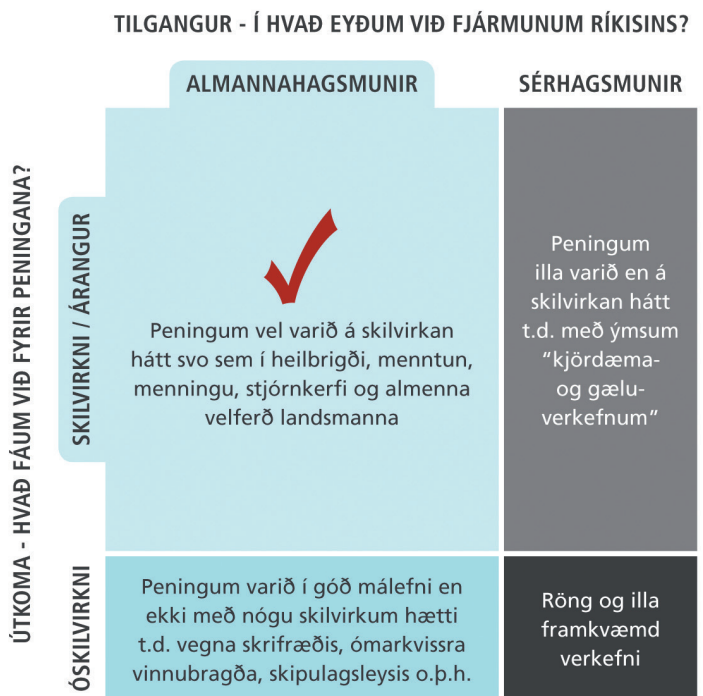 TILGANGUR - Í HVAÐ EYÐUM VIÐ FJÁRMUNUM RÍKISINS?
ALMANNAHAGSMUNIR
SÉRHAGSMUNIR
ÚTKOMA - HVAÐ FÁUM VIÐ FYRIR PENINGANA?
SKILVIRKNI / ÁRANGUR
Peningum vel varið á skilvirkan
hátt svo sem í heilbrigði, menntun,
menningu, stjórnkerfi og almenna
velferð landsmanna
Peningum
illa varið en á
skilvirkan hátt
t.d. með ýmsum
“kjördæma-
og gælu-
verkefnum”
ÓSKILVIRKNI
Peningum varið í góð málefni en
ekki með nógu skilvirkum hætti
t.d. vegna skrifræðis, ómarkvissra
vinnubragða, skipulagsleysis o.þ.h.
Röng og illa
framkvæmd
verkefni